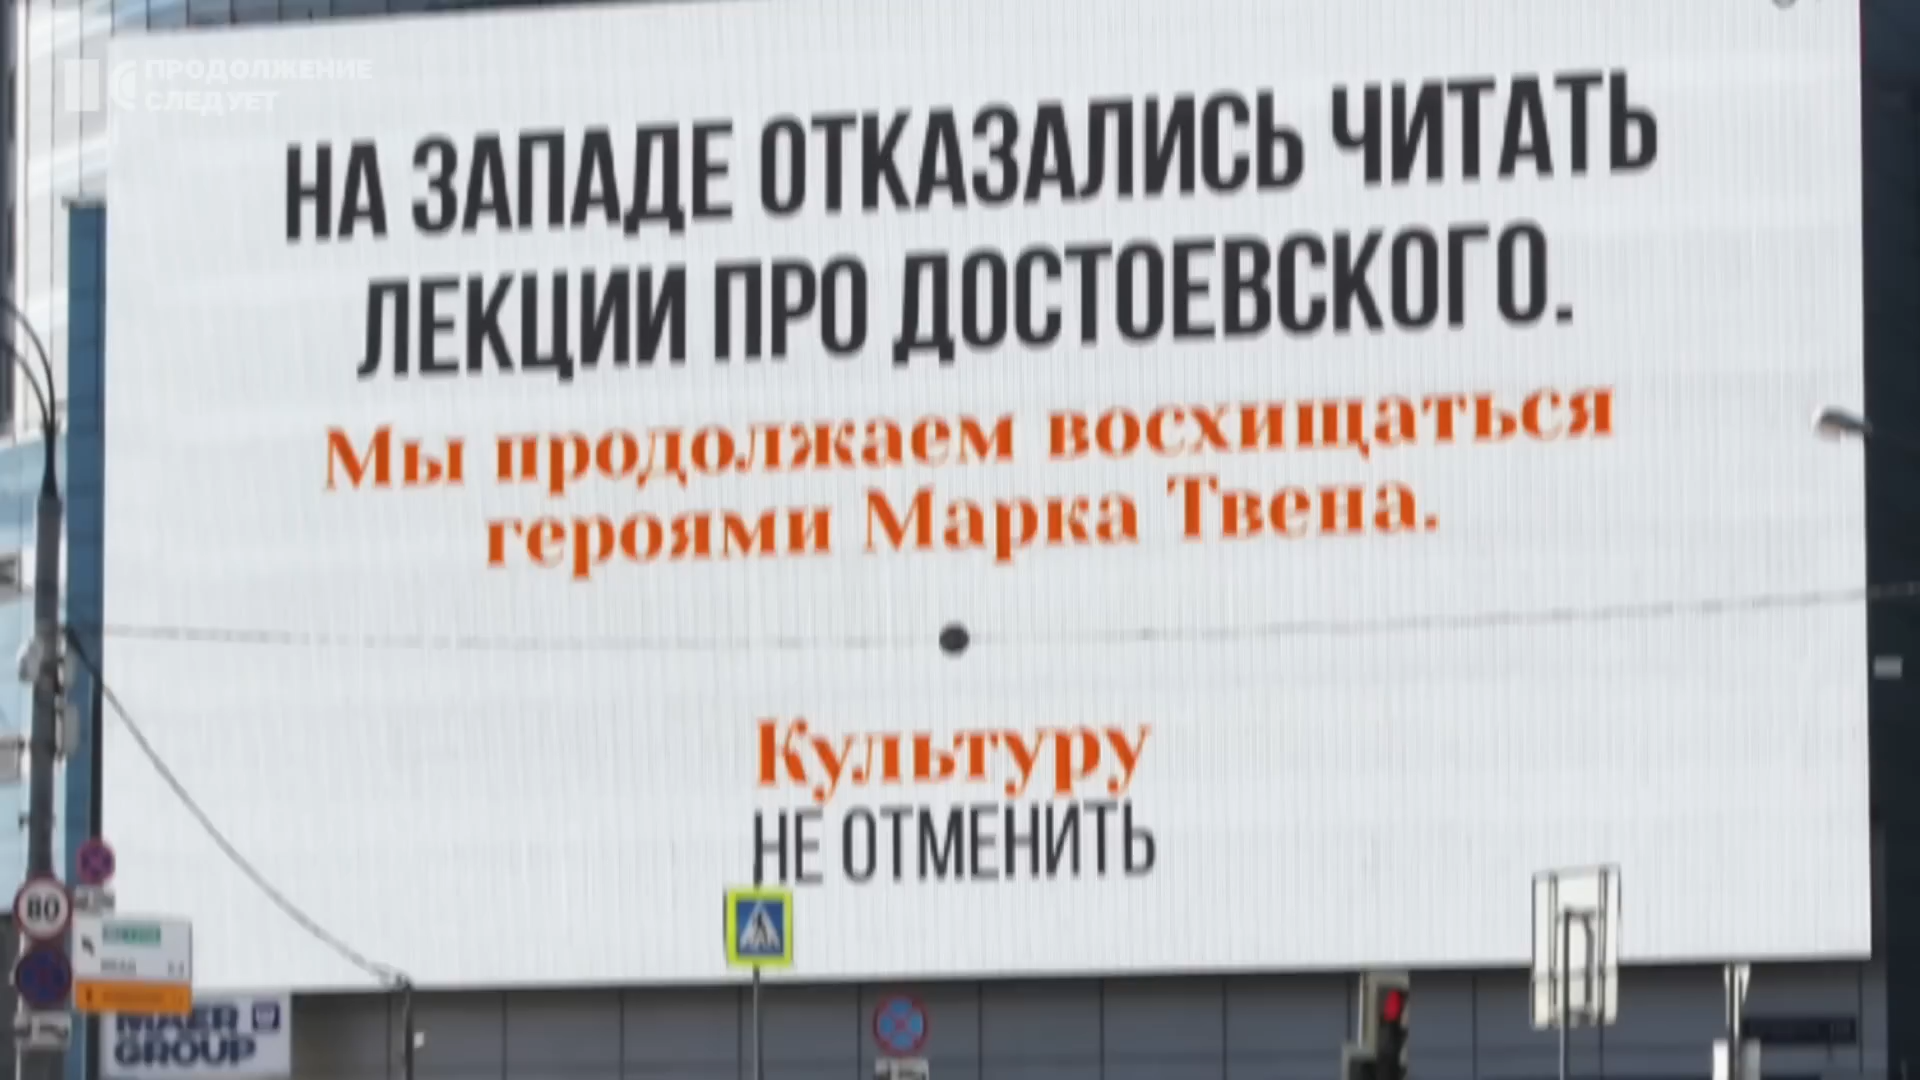 ПРОДОЛЖЕНИЕ
СЛЕДУЕТ
НА ЗАПАДЕ ОТКАЗАЛИСЬ ЧИТАТЬ
ЛЕКЦИИ ПРО ДОСТОЕВСКОГО.
Мы продолжаем восхищаться
героями Марка Твена.
Культуру
НЕ ОТМЕНИТЬ
80
MAER
GROUP